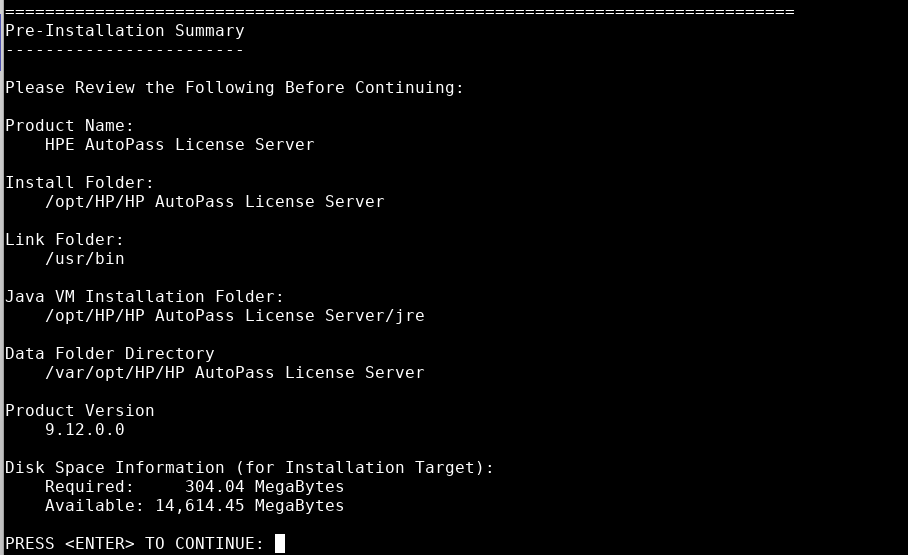 ===============================================================================
Pre-Installation Summary
------------------------
Please Review the Following Before Continuing:
Product Name:
    HPE AutoPass License Server
Install Folder:
    /opt/HP/HP AutoPass License Server
Link Folder:
    /usr/bin
Java VM Installation Folder:
    /opt/HP/HP AutoPass License Server/jre
Data Folder Directory
    /var/opt/HP/HP AutoPass License Server
Product Version
    9.12.0.0
Disk Space Information (for Installation Target):
    Required:     304.04 MegaBytes
    Available: 14,614.45 MegaBytes
PRESS <ENTER> TO CONTINUE: